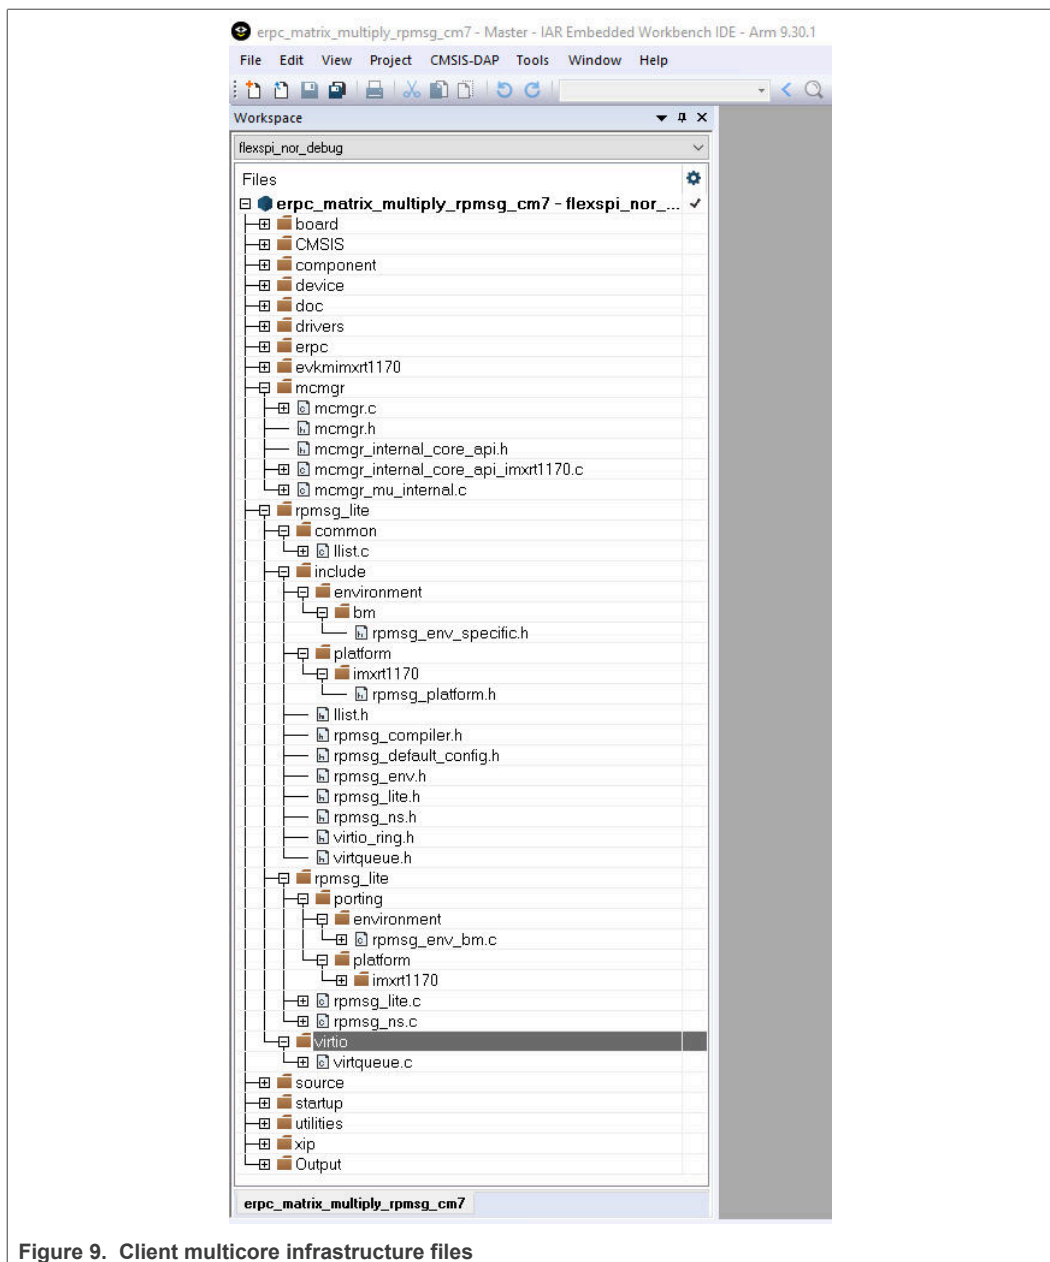 erpc_matrix_multiply_rpmsg_cm7 - Master - IAR Embedded Workbench IDE - Arm 9.30.1
File Edit View Project CMSIS-DAP Tools Window Help
Workspace
flexspi_nor_debug
Files
erpc_matrix_multiply_rpmsg_cm7 - flexspi_nor_...
board
CMSIS
component
device
doc
drivers
erpc
evkmimxrt1170
mcmgr
mcmgr.c
mcmgr.h
mcmgr_internal_core_api.h
mcmgr_internal_core_api_imxrt1170.c
mcmgr_mu_internal.c
rpmsg_lite
common
llist.c
include
environment
bm
rpmsg_env_specific.h
platform
imxrt1170
rpmsg_platform.h
llist.h
rpmsg_compiler.h
rpmsg_default_config.h
rpmsg_env.h
rpmsg_lite.h
rpmsg_ns.h
virtio_ring.h
virtqueue.h
rpmsg_lite
porting
environment
rpmsg_env_bm.c
platform
imxrt1170
rpmsg_lite.c
rpmsg_ns.c
virtio
virtqueue.c
source
startup
utilities
xip
Output
erpc_matrix_multiply_rpmsg_cm7
Figure 9. Client multicore infrastructure files